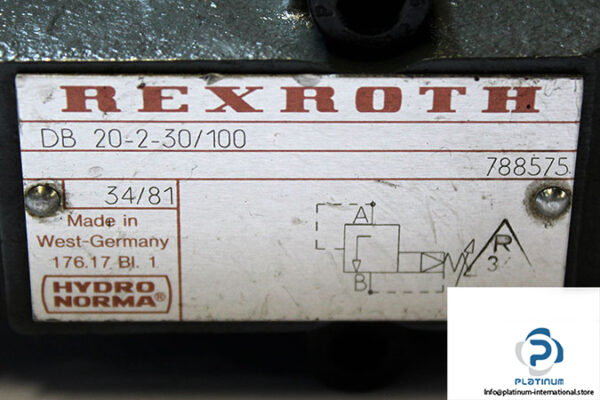 REXROTH
DB 20-2-30/100
788575
34/81
Made in
West-Germany
176.17 Bl. 1
HYDRO
NORMA®
A
B
R
3
PLATINUM
Info@platinum-international.store